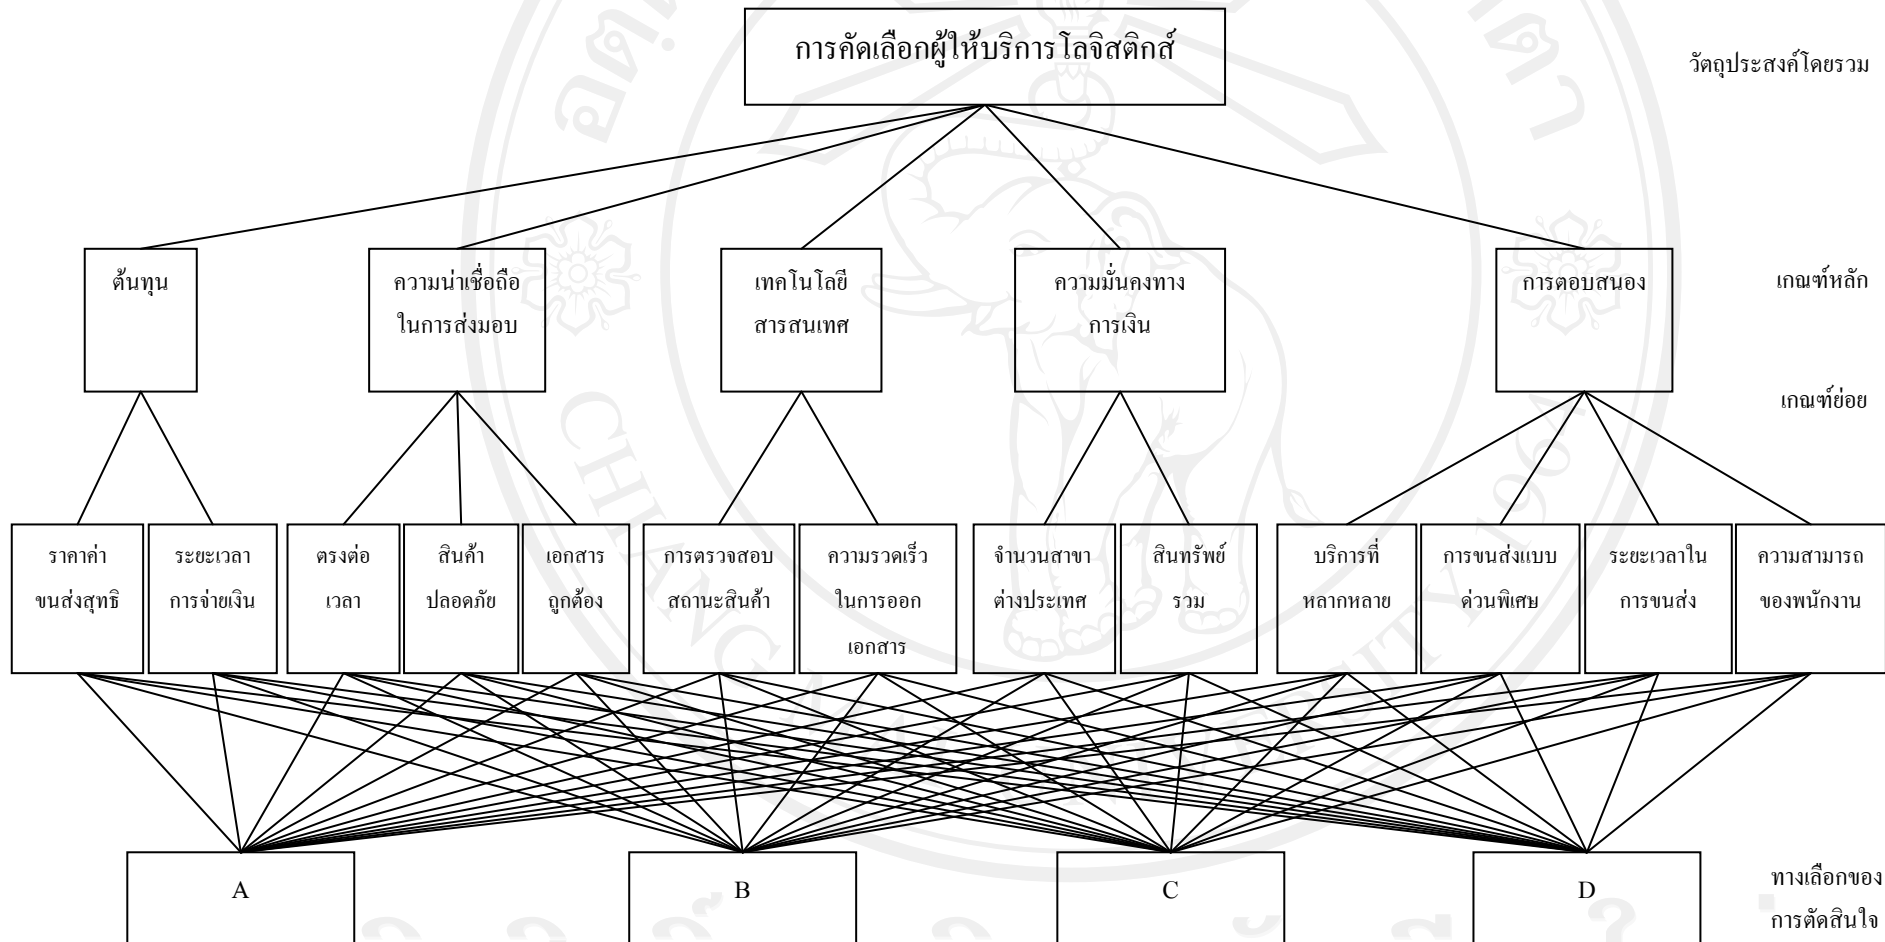 การคัดเลือกผู้ให้บริการโลจิสติกส์
วัตถุประสงค์โดยรวม
ต้นทุน
ความน่าเชื่อถือ
ในการส่งมอบ
เทคโนโลยี
สารสนเทศ
ความมั่นคงทาง
การเงิน
การตอบสนอง
เกณฑ์หลัก
เกณฑ์ย่อย
ราคาค่า
ขนส่งสุทธิ
ระยะเวลา
การจ่ายเงิน
ตรงต่อ
เวลา
สินค้า
ปลอดภัย
เอกสาร
ถูกต้อง
การตรวจสอบ
สถานะสินค้า
ความรวดเร็ว
ในการออก
เอกสาร
จำนวนสาขา
ต่างประเทศ
สินทรัพย์
รวม
บริการที่
หลากหลาย
การขนส่งแบบ
ด่วนพิเศษ
ระยะเวลาใน
การขนส่ง
ความสามารถ
ของพนักงาน
A
B
C
D
ทางเลือกของ
การตัดสินใจ